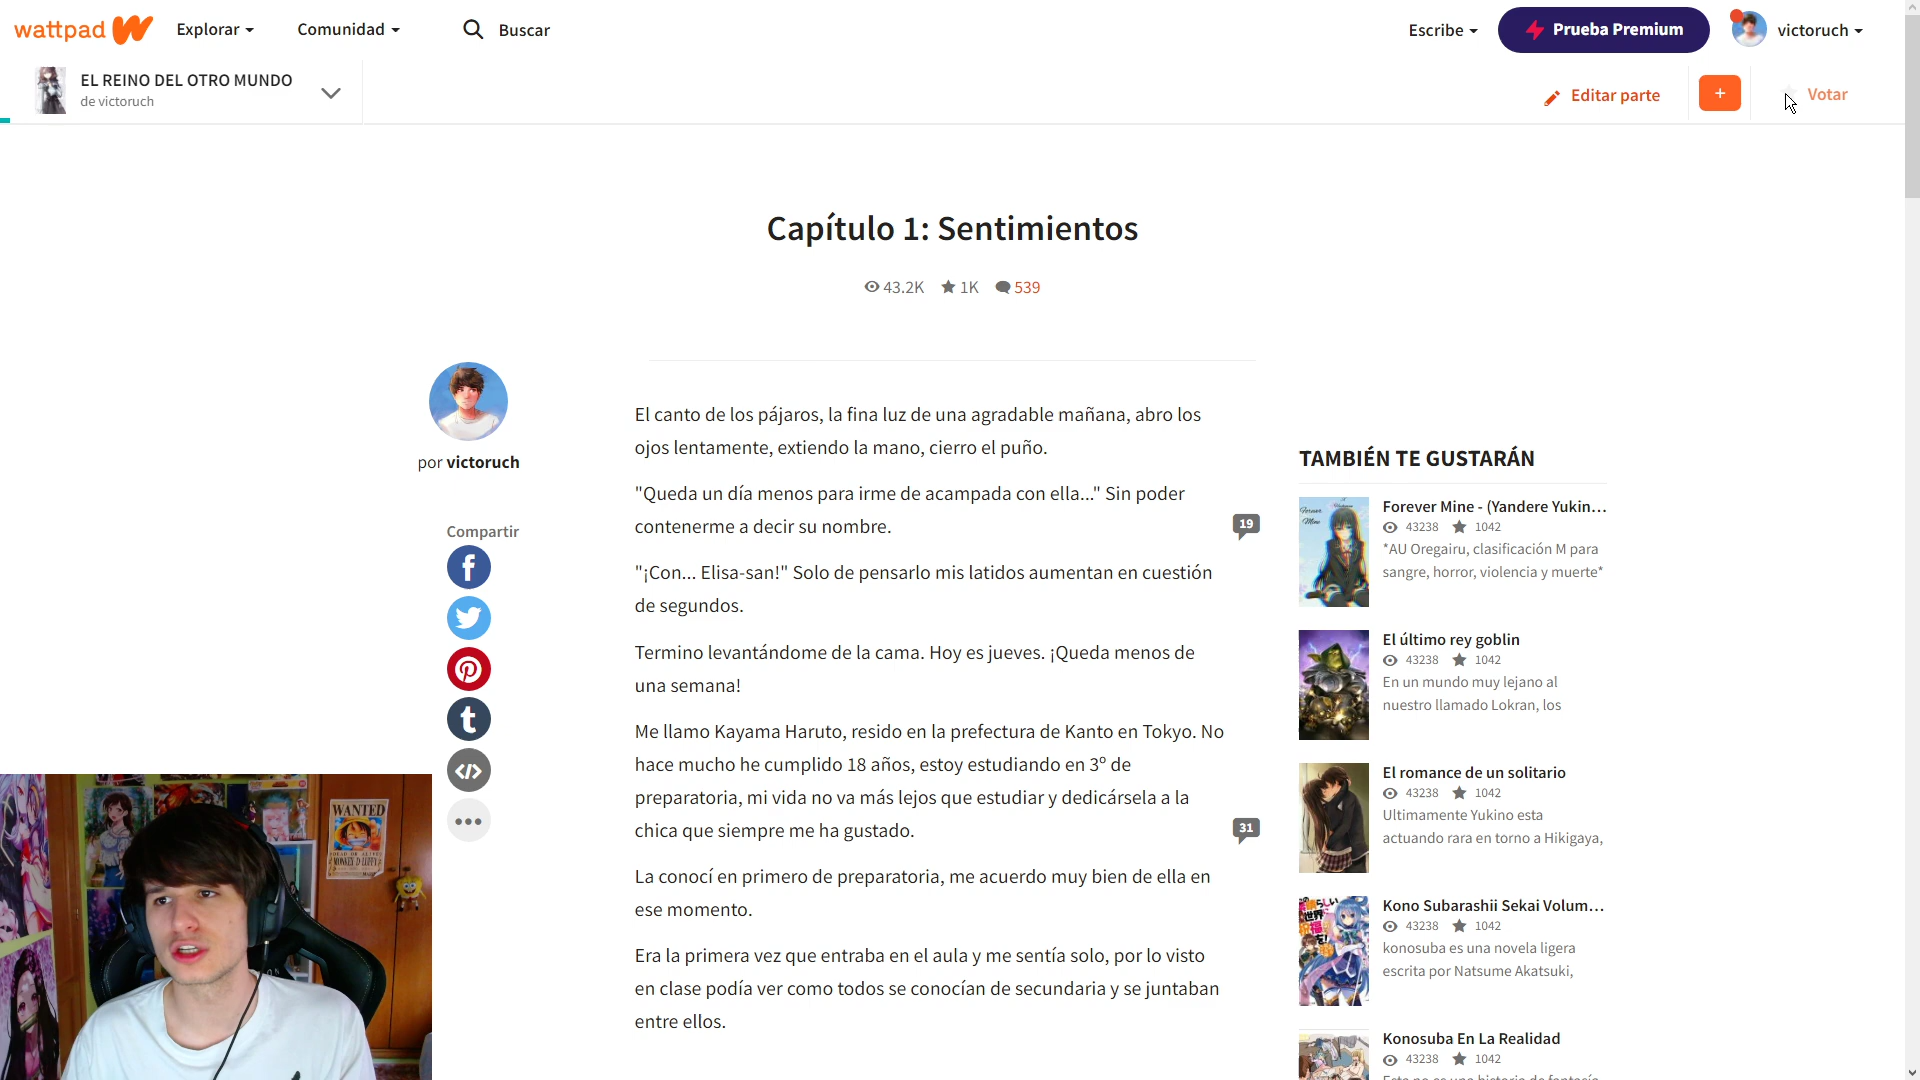 wattpad
Explorar
Comunidad
Buscar
Escribe
Prueba Premium
victoruch
EL REINO DEL OTRO MUNDO
de victoruch
Editar parte
+
Votar
Capítulo 1: Sentimientos
43.2K 1K 539
por victoruch
Compartir
El canto de los pájaros, la fina luz de una agradable mañana, abro los
ojos lentamente, extiendo la mano, cierro el puño.
"Queda un día menos para irme de acampada con ella..." Sin poder
contenerme a decir su nombre.
19
"¡Con... Elisa-san!" Solo de pensarlo mis latidos aumentan en cuestión
de segundos.
Termino levantándome de la cama. Hoy es jueves. ¡Queda menos de
una semana!
Me llamo Kayama Haruto, resido en la prefectura de Kanto en Tokyo. No
hace mucho he cumplido 18 años, estoy estudiando en 3º de
preparatoria, mi vida no va más lejos que estudiar y dedicársela a la
chica que siempre me ha gustado.
31
La conocí en primero de preparatoria, me acuerdo muy bien de ella en
ese momento.
Era la primera vez que entraba en el aula y me sentía solo, por lo visto
en clase podía ver como todos se conocían de secundaria y se juntaban
entre ellos.
TAMBIÉN TE GUSTARÁN
Forever Mine
Forever Mine - (Yandere Yukin...
43238 1042
*AU Oregairu, clasificación M para
sangre, horror, violencia y muerte*
El último rey goblin
43238 1042
En un mundo muy lejano al
nuestro llamado Lokran, los
El romance de un solitario
43238 1042
Ultimamente Yukino esta
actuando rara en torno a Hikigaya,
Kono Subarashii Sekai Volum...
43238 1042
konosuba es una novela ligera
escrita por Natsume Akatsuki,
Konosuba En La Realidad
43238 1042
WANTED
DEAD OR ALIVE
MONKEY D LUFFY